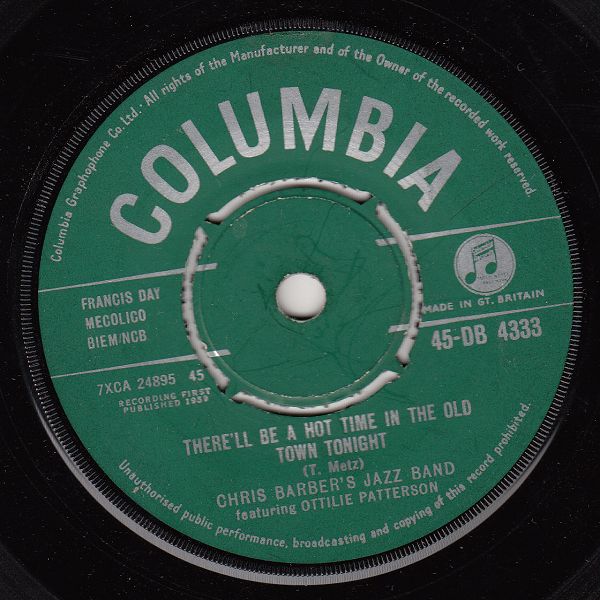 Columbia Graphophone Co. Ltd. · All rights of the Manufacturer and of the Owner of the recorded work reserved.
COLUMBIA
FRANCIS DAY
MECOLICO
BIEM/NCB
MADE IN GT. BRITAIN
45-DB 4333
7XCA 24895 45
RECORDING FIRST
PUBLISHED 1959
THERE'LL BE A HOT TIME IN THE OLD
TOWN TONIGHT
(T. Metz)
CHRIS BARBER'S JAZZ BAND
featuring OTTILIE PATTERSON
Unauthorised public performance, broadcasting and copying of this record prohibited.